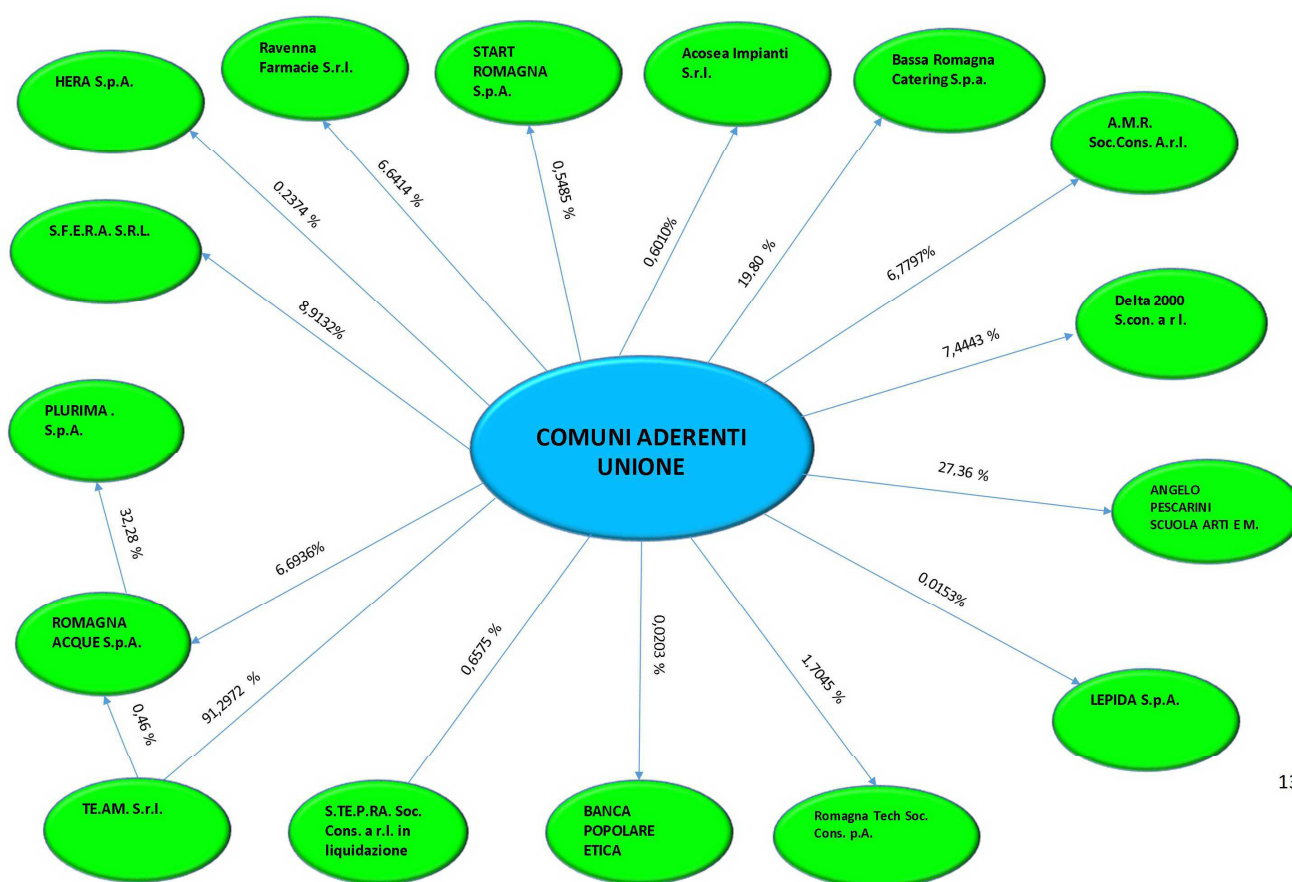 Ravenna
Farmacie S.r.l.
START
ROMAGNA
S.p.A.
Acosea Impianti
S.r.l.
Bassa Romagna
Catering S.p.a.
HERA S.p.A.
A.M.R.
Soc.Cons. A.r.l.
0.2374 %
6.6414 %
0,5485 %
0,6010%
19,80 %
6,7797%
S.F.E.R.A. S.R.L.
8,9132%
Delta 2000
S.con. a r l.
7,4443 %
PLURIMA .
S.p.A.
COMUNI ADERENTI
UNIONE
27,36 %
ANGELO
PESCARINI
SCUOLA ARTI E M.
32,28 %
6,6936%
0,0153%
ROMAGNA
ACQUE S.p.A.
0,6575 %
0,0203 %
1,7045 %
LEPIDA S.p.A.
0,46 %
91,2972 %
13
TE.AM. S.r.l.
S.TE.P.RA. Soc.
Cons. a r.l. in
liquidazione
BANCA
POPOLARE
ETICA
Romagna Tech Soc.
Cons. p.A.